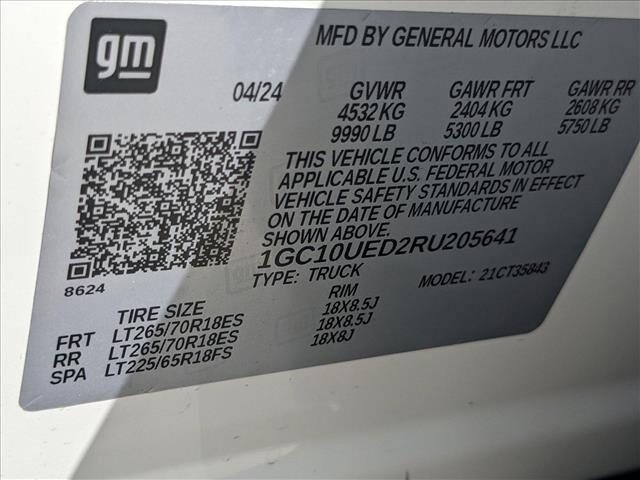 gm
MFD BY GENERAL MOTORS LLC
04/24 GVWR GAWR FRT GAWR RR
4532 KG 2404 KG 2608 KG
9990 LB 5300 LB 5750 LB
THIS VEHICLE CONFORMS TO ALL
APPLICABLE U.S. FEDERAL MOTOR
VEHICLE SAFETY STANDARDS IN EFFECT
ON THE DATE OF MANUFACTURE
SHOWN ABOVE.
1GC10UED2RU205641
8624
TYPE: TRUCK MODEL: 21CT35843
TIRE SIZE RIM
FRT LT265/70R18ES 18X8.5J
RR LT265/70R18ES 18X8.5J
SPA LT225/65R18FS 18X8J